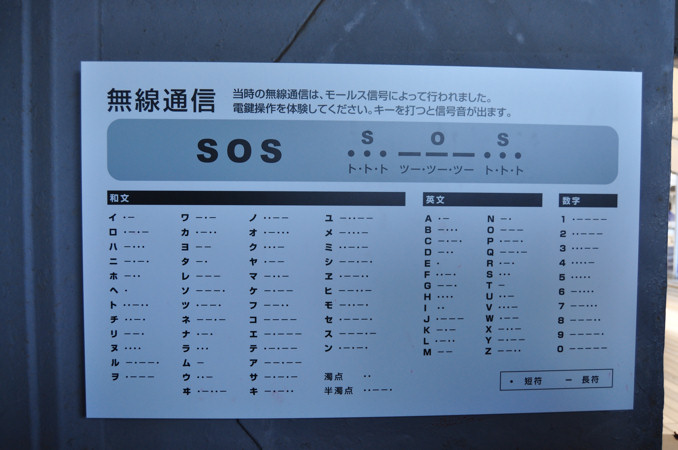 無線通信
当時の無線通信は、モールス信号によって行われました。
電鍵操作を体験してください。キーを打つと信号音が出ます。
SOS
S O S
••• ― ― ― •••
ト・ト・ト ツー・ツー・ツー ト・ト・ト
和文
イ ・－
ロ ・－・－
ハ －・・・
ニ －・－・
ホ －・・
ヘ ・
ト ・・－・・
チ ・・－・
リ －－・
ヌ ・・・・
ル －・－－・
ヲ ・－－－
ワ －・－
カ ・－・・
ヨ －－
タ －・
レ －－－
ソ －－－・
ツ ・－－・
ネ －－・－
ナ ・－・
ラ ・・・
ム －
ウ ・・－
ヰ ・－・・－
ノ ・・－－
オ ・－・・・
ク ・・・－
ヤ ・－－
マ －・・－
ケ －・－－
フ －－・・
コ －－－－
エ －・－－－
テ ・－・－－
ア －－・－－
サ －・－・－
キ －・－・・
ユ －・・－－
メ －・・・－
ミ ・・－・－
シ －－・－・
ヱ ・－－・・
ヒ －－・・－
モ －・・－・
セ ・－－－・
ス －－－・－
ン ・－・－・
濁点 ・・
半濁点 ・・－－・
英文
A ・－
B －・・・
C －・－・
D －・・
E ・
F ・・－・
G －－・
H ・・・・
I ・・
J ・－－－
K －・－
L ・－・・
M －－
N －・
O －－－
P ・－－・
Q －－・－
R ・－・
S ・・・
T －
U ・・－
V ・・・－
W ・－－
X －・・－
Y －・－－
Z －－・・
数字
1 ・－－－－
2 ・・－－－
3 ・・・－－
4 ・・・・－
5 ・・・・・
6 －・・・・
7 －－・・・
8 －－－・・
9 －－－－・
0 －－－－－
・ 短符 － 長符